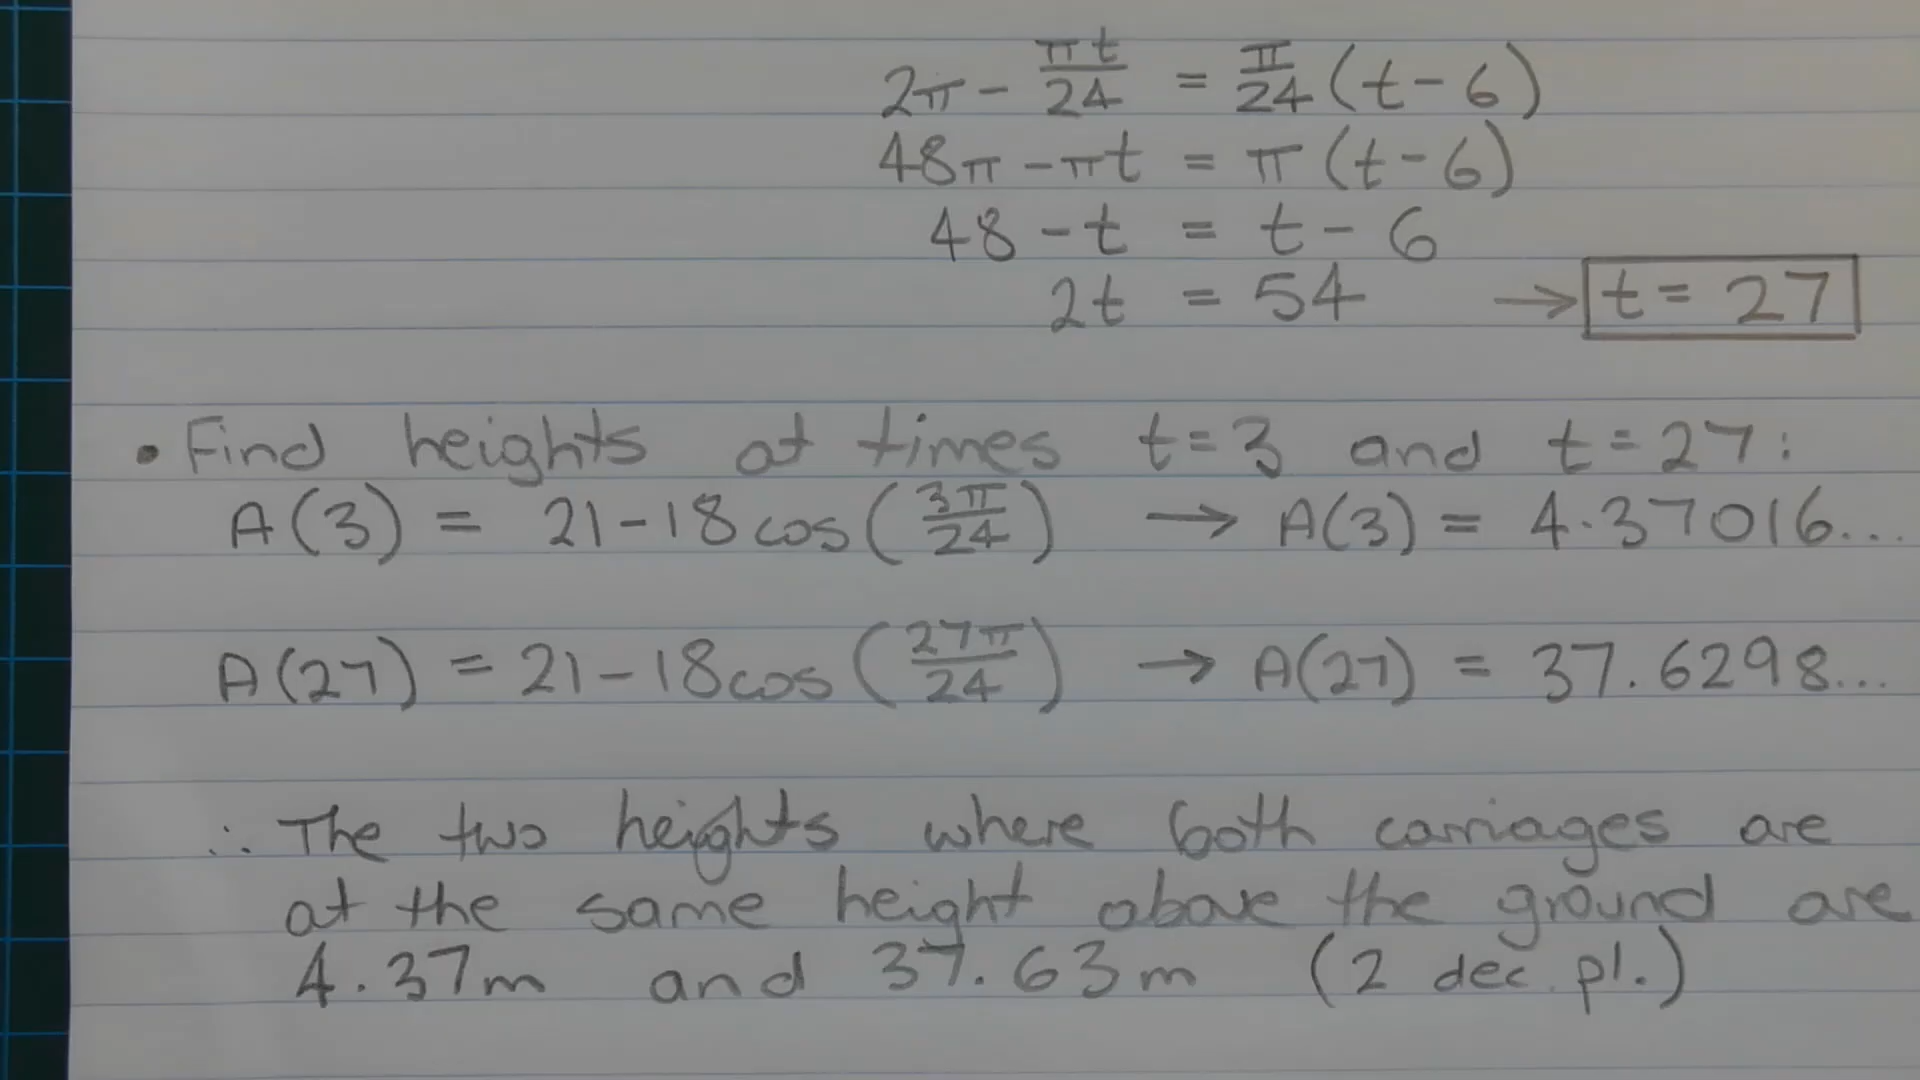 2π - πt/24 = π/24 (t - 6)
48π - πt = π (t - 6)
48 - t = t - 6
2t = 54 → t = 27
• Find heights at times t = 3 and t = 27:
A(3) = 21 - 18 cos(3π/24) → A(3) = 4.37016...
A(27) = 21 - 18 cos(27π/24) → A(27) = 37.6298...
∴ The two heights where both carriages are
at the same height above the ground are
4.37m and 37.63m (2 dec. pl.)